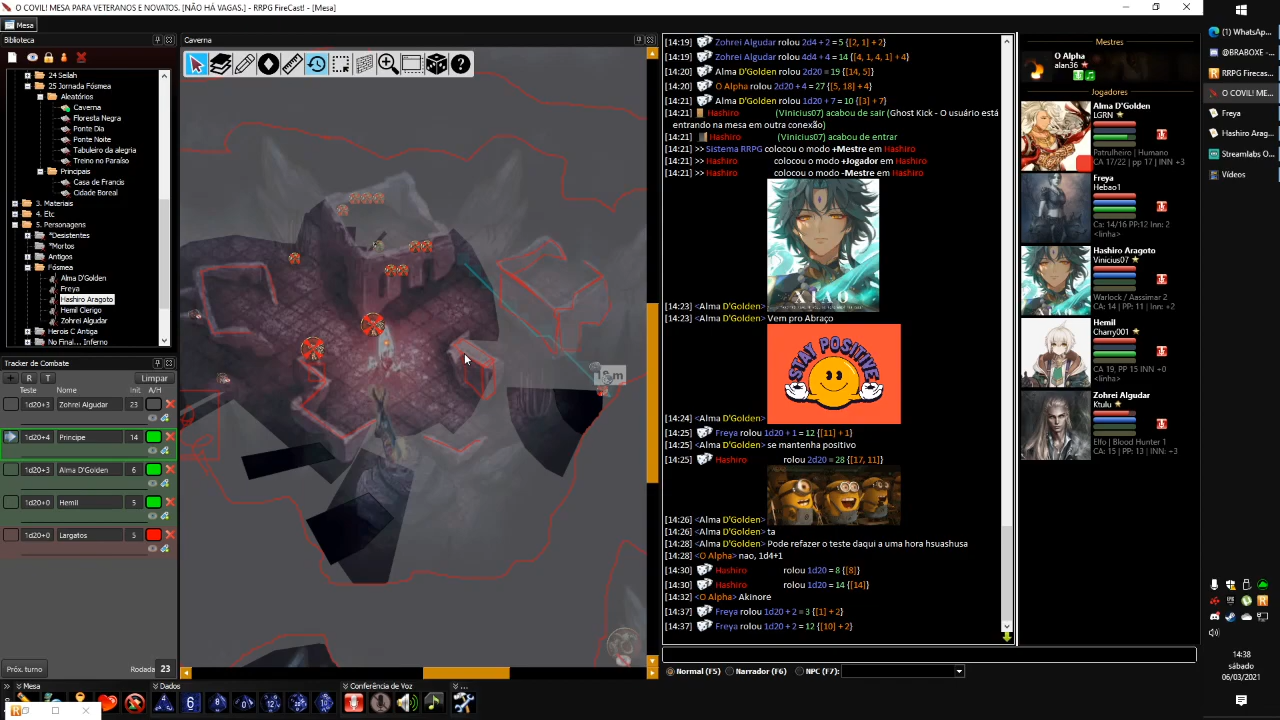 O COVIL! MESA PARA VETERANOS E NOVATOS. [NÃO HÁ VAGAS.] - RRPG FireCast! - [Mesa]
Mesa
Biblioteca
24 Selah
25 Jornada Fósmea
Aleatórios
Caverna
Floresta Negra
Ponte Dia
Ponte Noite
Tabuleiro da alegria
Treino no Paraíso
Principais
Casa de Francis
Cidade Boreal
3. Materais
4. Etc
5. Personagens
*Desistentes
*Mortos
Antigos
Fósmea
Alma D'Golden
Freya
Hashiro Aragoto
Hemil Clerigo
Zohrei Algudar
Herois C Antiga
No Final... Inferno
Tracker de Combate
R
T
Limpar
Teste Nome Init A/H
1d20+3 Zohrei Algudar 23
1d20+4 Principe 14
1d20+3 Alma D'Golden 6
1d20+0 Hemil 5
1d20+0 Largatos 5
Próx. turno
Rodada 23
Caverna
[14:19] Zohrei Algudar rolou 2d4 + 2 = 5 {[2, 1] + 2}
[14:19] Zohrei Algudar rolou 4d4 + 4 = 14 {[4, 1, 4, 1] + 4}
[14:20] Alma D'Golden rolou 2d20 = 19 {[14, 5]}
[14:20] O Alpha rolou 2d20 + 4 = 27 {[5, 18] + 4}
[14:21] Alma D'Golden rolou 1d20 + 7 = 10 {[3] + 7}
[14:21] Hashiro (Vinicius07) acabou de sair (Ghost Kick - O usuário está
entrando na mesa em outra conexão)
[14:21] Hashiro (Vinicius07) acabou de entrar
[14:21] >> Sistema RRPG colocou o modo +Mestre em Hashiro
[14:21] >> Hashiro colocou o modo +Jogador em Hashiro
[14:21] >> Hashiro colocou o modo -Mestre em Hashiro
XIAO
[14:23] <Alma D'Golden>
[14:23] <Alma D'Golden> Vem pro Abraço
STAY POSITIVE
[14:24] <Alma D'Golden>
[14:25] Freya rolou 1d20 + 1 = 12 {[11] + 1}
[14:25] <Alma D'Golden> se mantenha positivo
[14:25] Hashiro rolou 2d20 = 28 {[17, 11]}
[14:26] <Alma D'Golden>
[14:26] <Alma D'Golden> ta
[14:28] <Alma D'Golden> Pode refazer o teste daqui a uma hora hsuashusa
[14:28] <O Alpha> nao, 1d4+1
[14:30] Hashiro rolou 1d20 = 8 {[8]}
[14:30] Hashiro rolou 1d20 = 14 {[14]}
[14:32] <O Alpha> Akinore
[14:37] Freya rolou 1d20 + 2 = 3 {[1] + 2}
[14:37] Freya rolou 1d20 + 2 = 12 {[10] + 2}
Normal (F5)
Narrador (F6)
NPC (F7):
Mestres
O Alpha
alan36
Jogadores
Alma D'Golden
LGRN
Patrulheiro | Humano
CA 17/22 | pp 17 | INN +3
Freya
Hebao1
Ca: 14/16 PP:12 Inn: 2
<linha>
Hashiro Aragoto
Vinicius07
Warlock / Aassimar 2
CA: 14 | PP: 11 | Inn: +2
Hemil
Charry001
CA 19, PP 15 INN +0
<linha>
Zohrei Algudar
Ktulu
Elfo | Blood Hunter 1
CA: 15 | PP: 13 | INN: +3
(1) WhatsAp...
@BRABOXE - ...
RRPG Firecas...
O COVIL! ME...
Freya
Hashiro Arag...
Streamlabs O...
Vídeos
14:38
sábado
06/03/2021
Mesa
Dados
Conferência de Voz
...